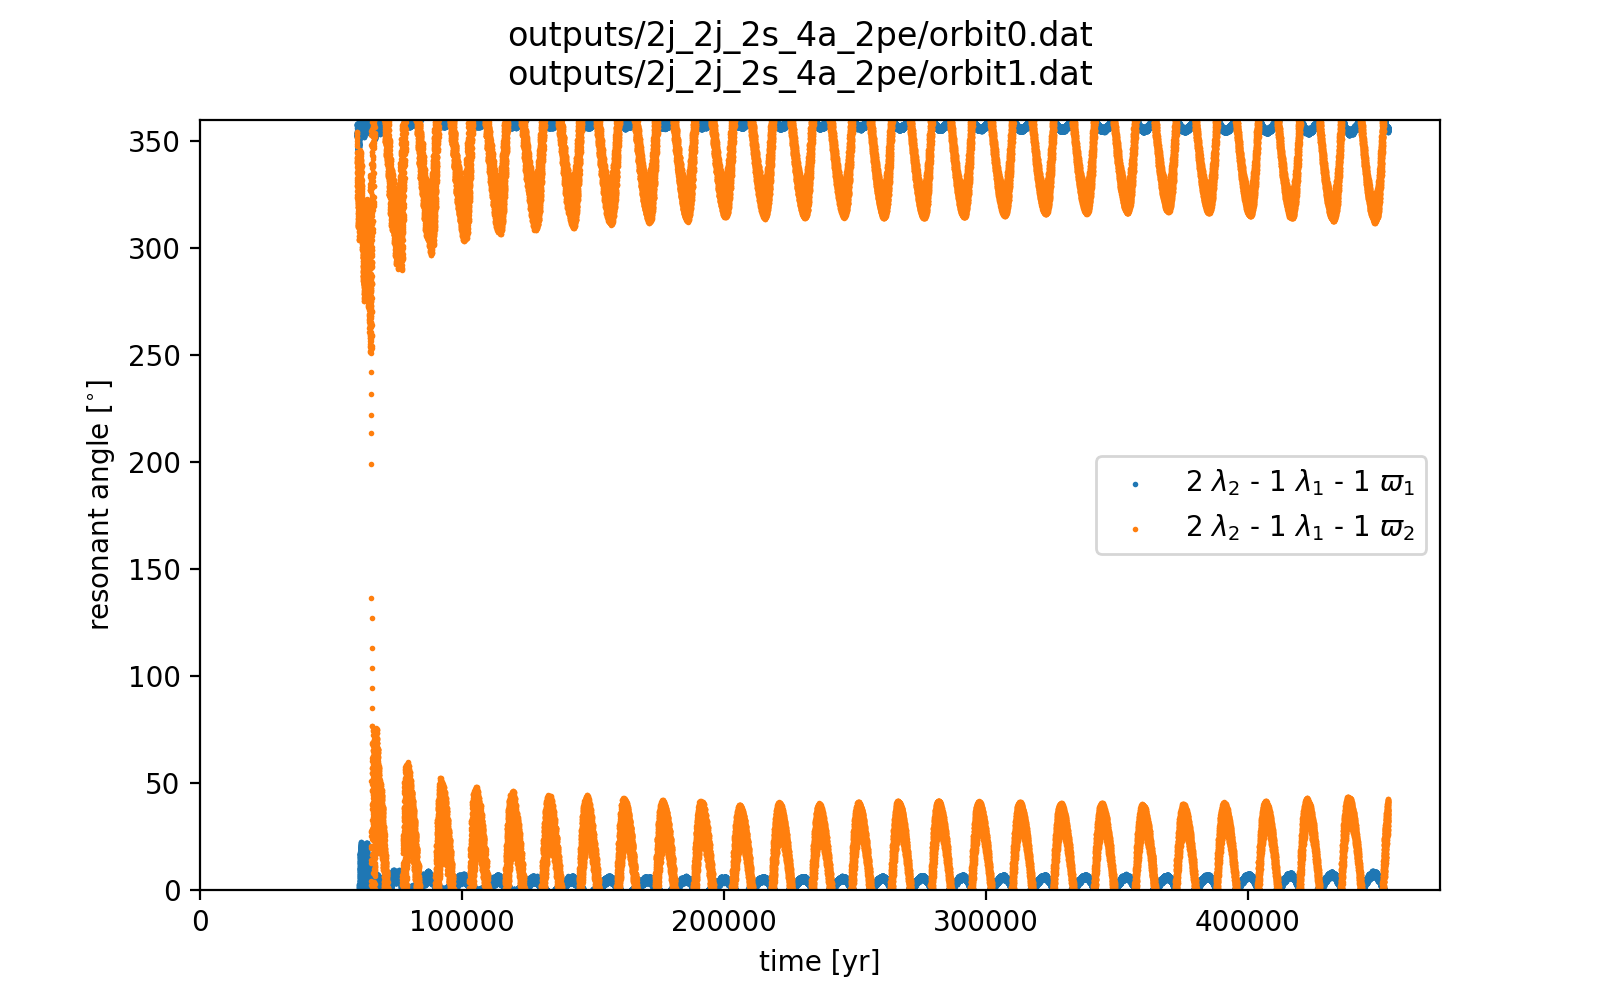 outputs/2j_2j_2s_4a_2pe/orbit0.dat
outputs/2j_2j_2s_4a_2pe/orbit1.dat
350
300
250
200
150
100
50
0
resonant angle [°]
2 λ₂ - 1 λ₁ - 1 ϖ₁
2 λ₂ - 1 λ₁ - 1 ϖ₂
0 100000 200000 300000 400000
time [yr]